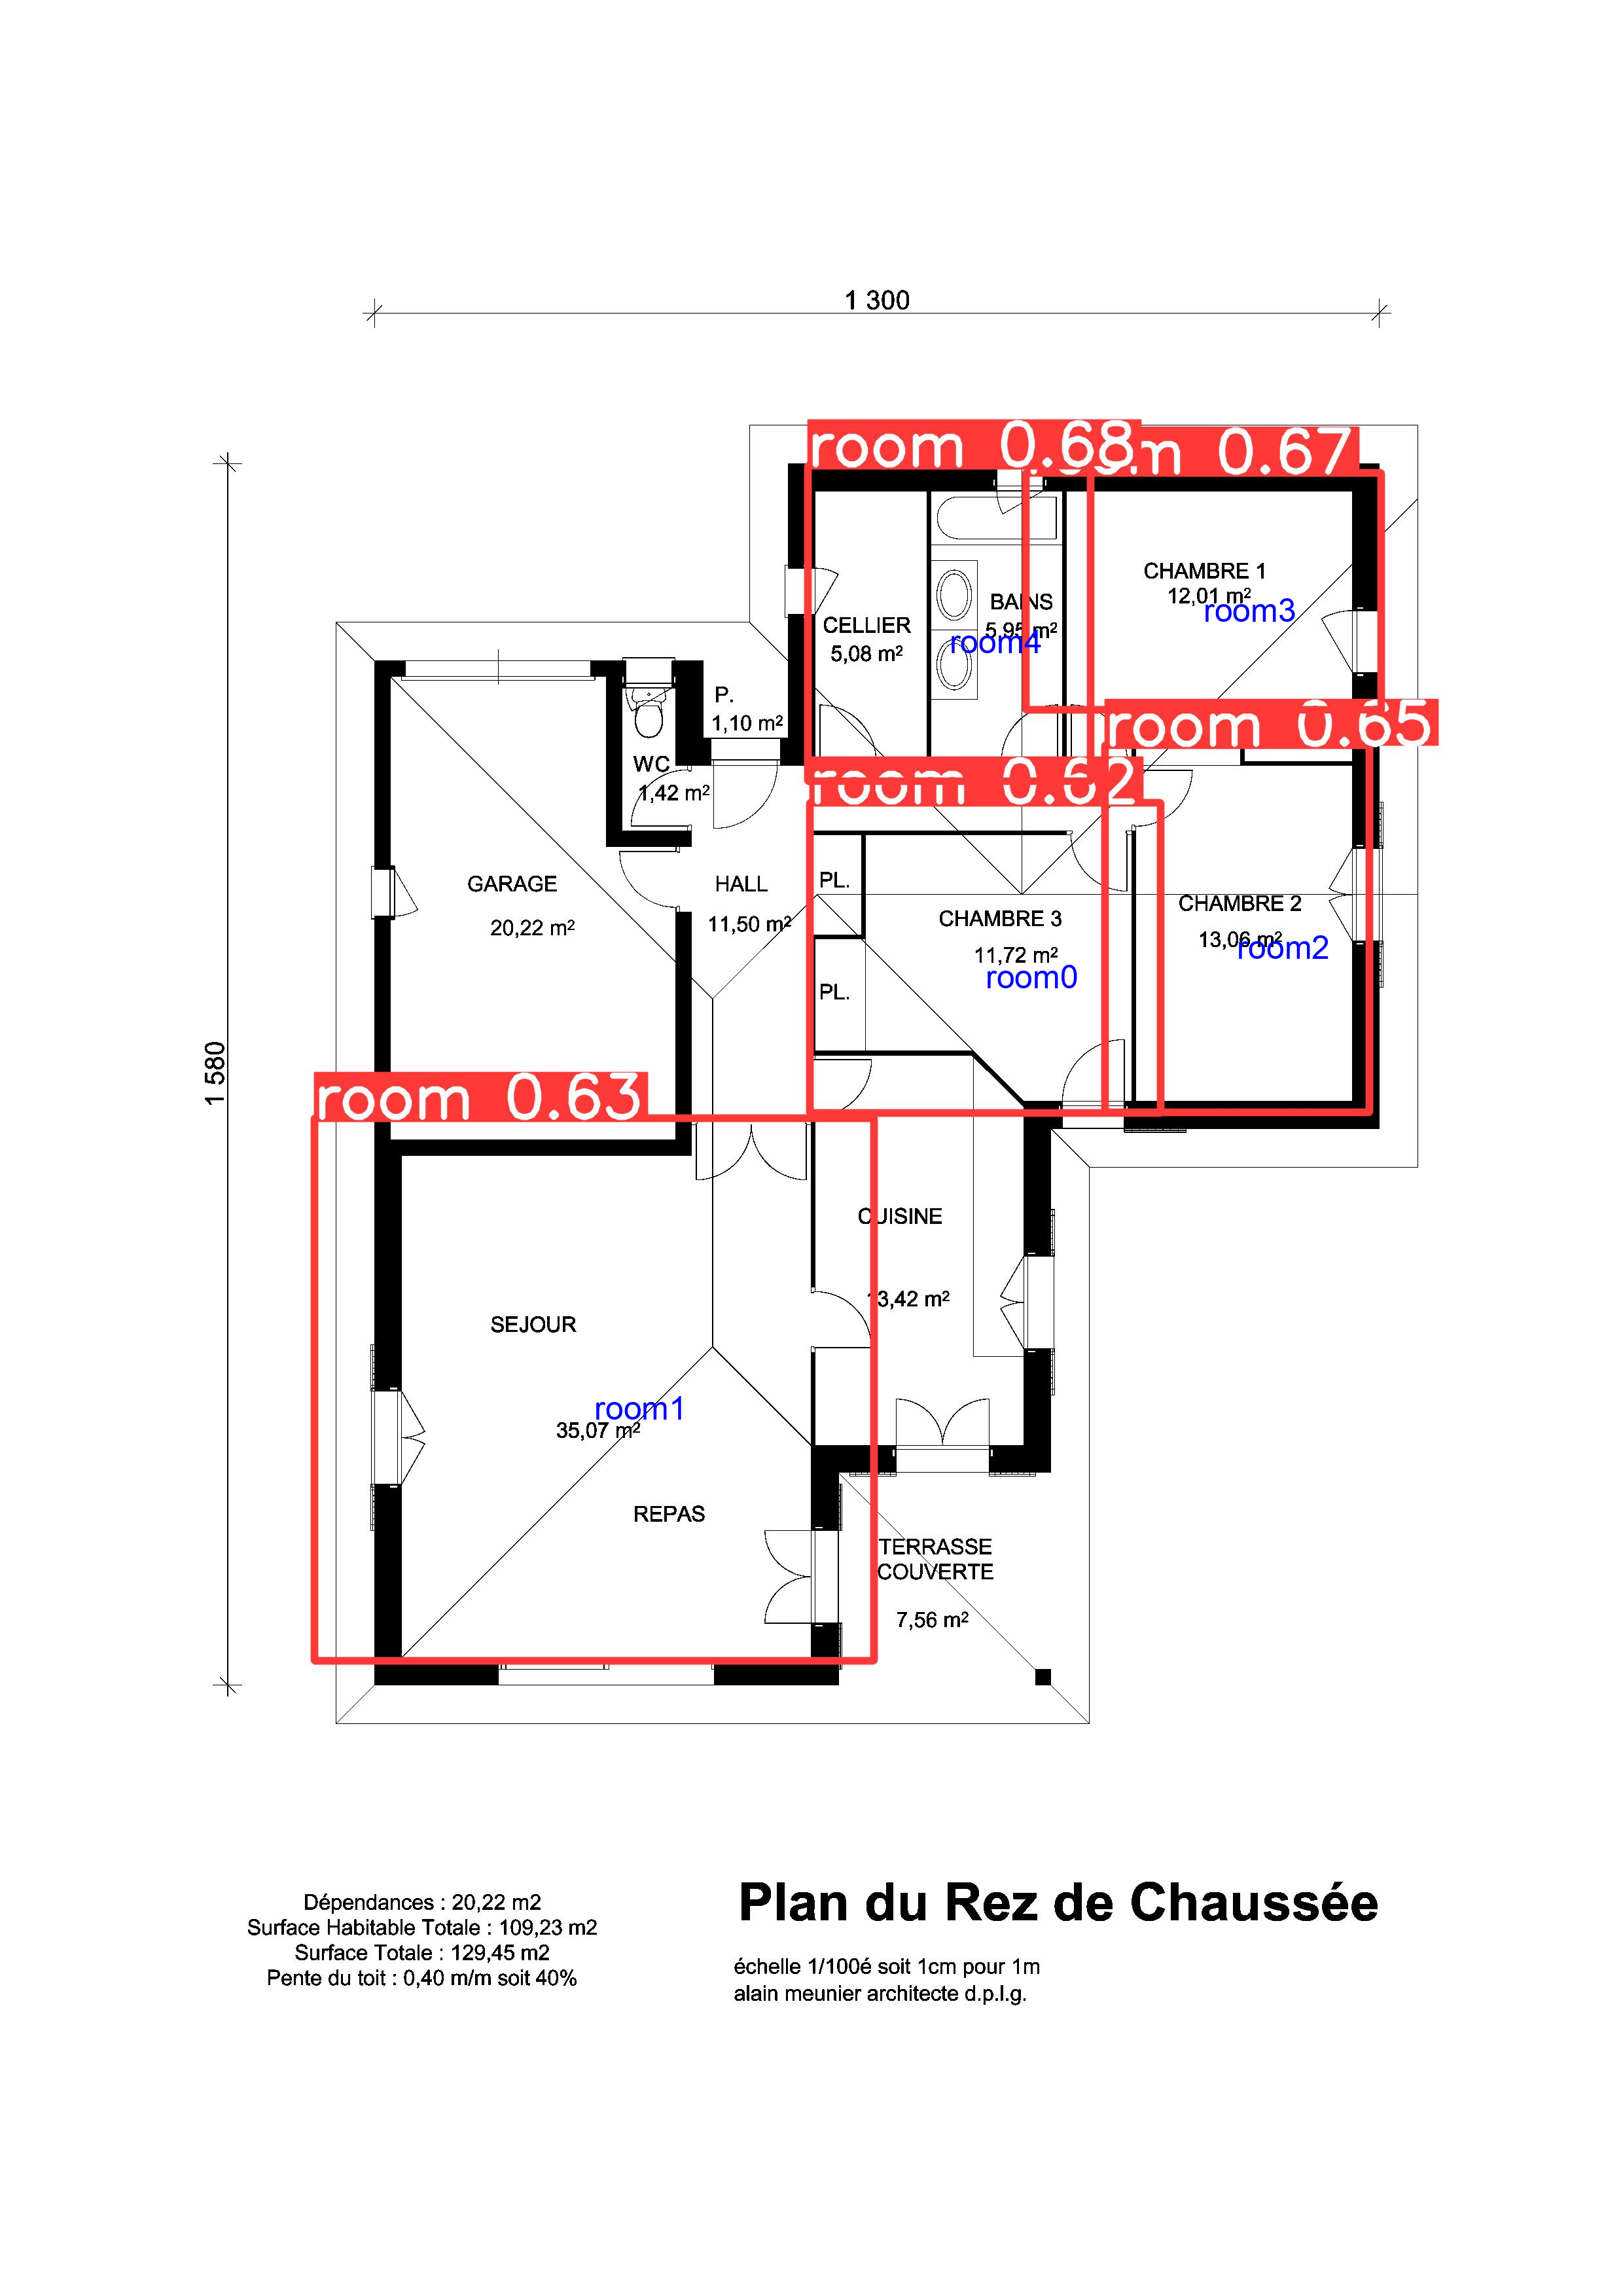 1 300
room 0.68
m 0.67
CHAMBRE 1
12,01 m²
room3
BAINS
5,95 m²
room4
CELLIER
5,08 m²
P.
1,10 m²
room 0.65
WC
1,42 m²
room 0.62
GARAGE
20,22 m²
HALL
11,50 m²
PL.
PL.
CHAMBRE 3
11,72 m²
room0
CHAMBRE 2
13,06 m²
room2
1 580
room 0.63
CUISINE
13,42 m²
SEJOUR
room1
35,07 m²
REPAS
TERRASSE
COUVERTE
7,56 m²
Dépendances : 20,22 m2
Surface Habitable Totale : 109,23 m2
Surface Totale : 129,45 m2
Pente du toit : 0,40 m/m soit 40%
Plan du Rez de Chaussée
échelle 1/100é soit 1cm pour 1m
alain meunier architecte d.p.l.g.